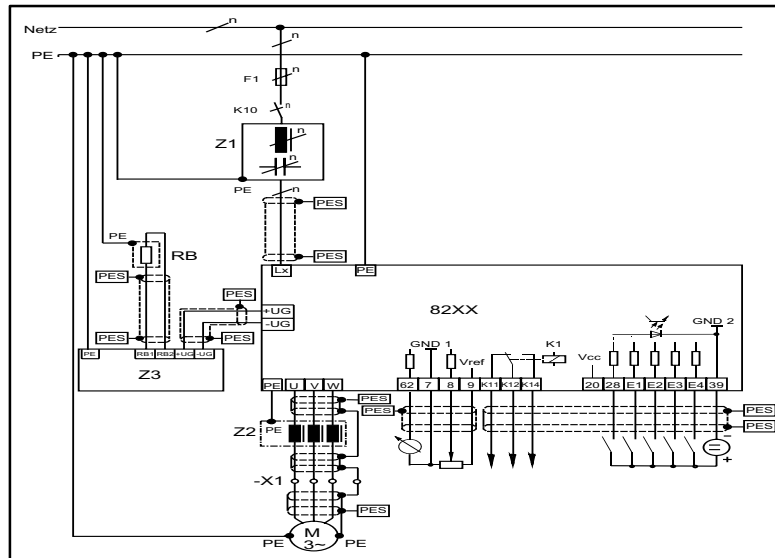 Netz n
n
PE
F1 n
K10 n
Z1 n
n
PE
n
PES
PE
RB
PES
PES
Lx PE
PES
+UG
-UG
82XX
PES
PES
GND 1
Vref
K1
GND 2
Vcc
PE RB1 RB2 +UG -UG
Z3
PE U V W
62 7 8 9 K11 K12 K14
20 28 E1 E2 E3 E4 39
PES
PES
PES
PES
PE
Z2
-
+
PES
-X1
PES
M
3~
PE PE